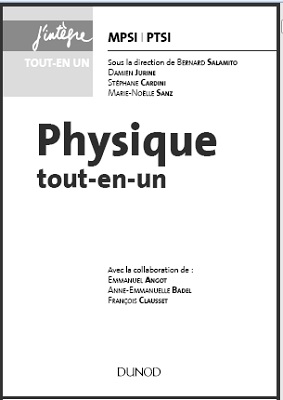 J'intègre
MPSI | PTSI
TOUT-EN UN
Sous la direction de BERNARD SALAMITO
DAMIEN JURINE
STÉPHANE CARDINI
MARIE-NOËLLE SANZ
Physique
tout-en-un
Avec la collaboration de :
EMMANUEL ANGOT
ANNE-EMMANUELLE BADEL
FRANÇOIS CLAUSSET
DUNOD